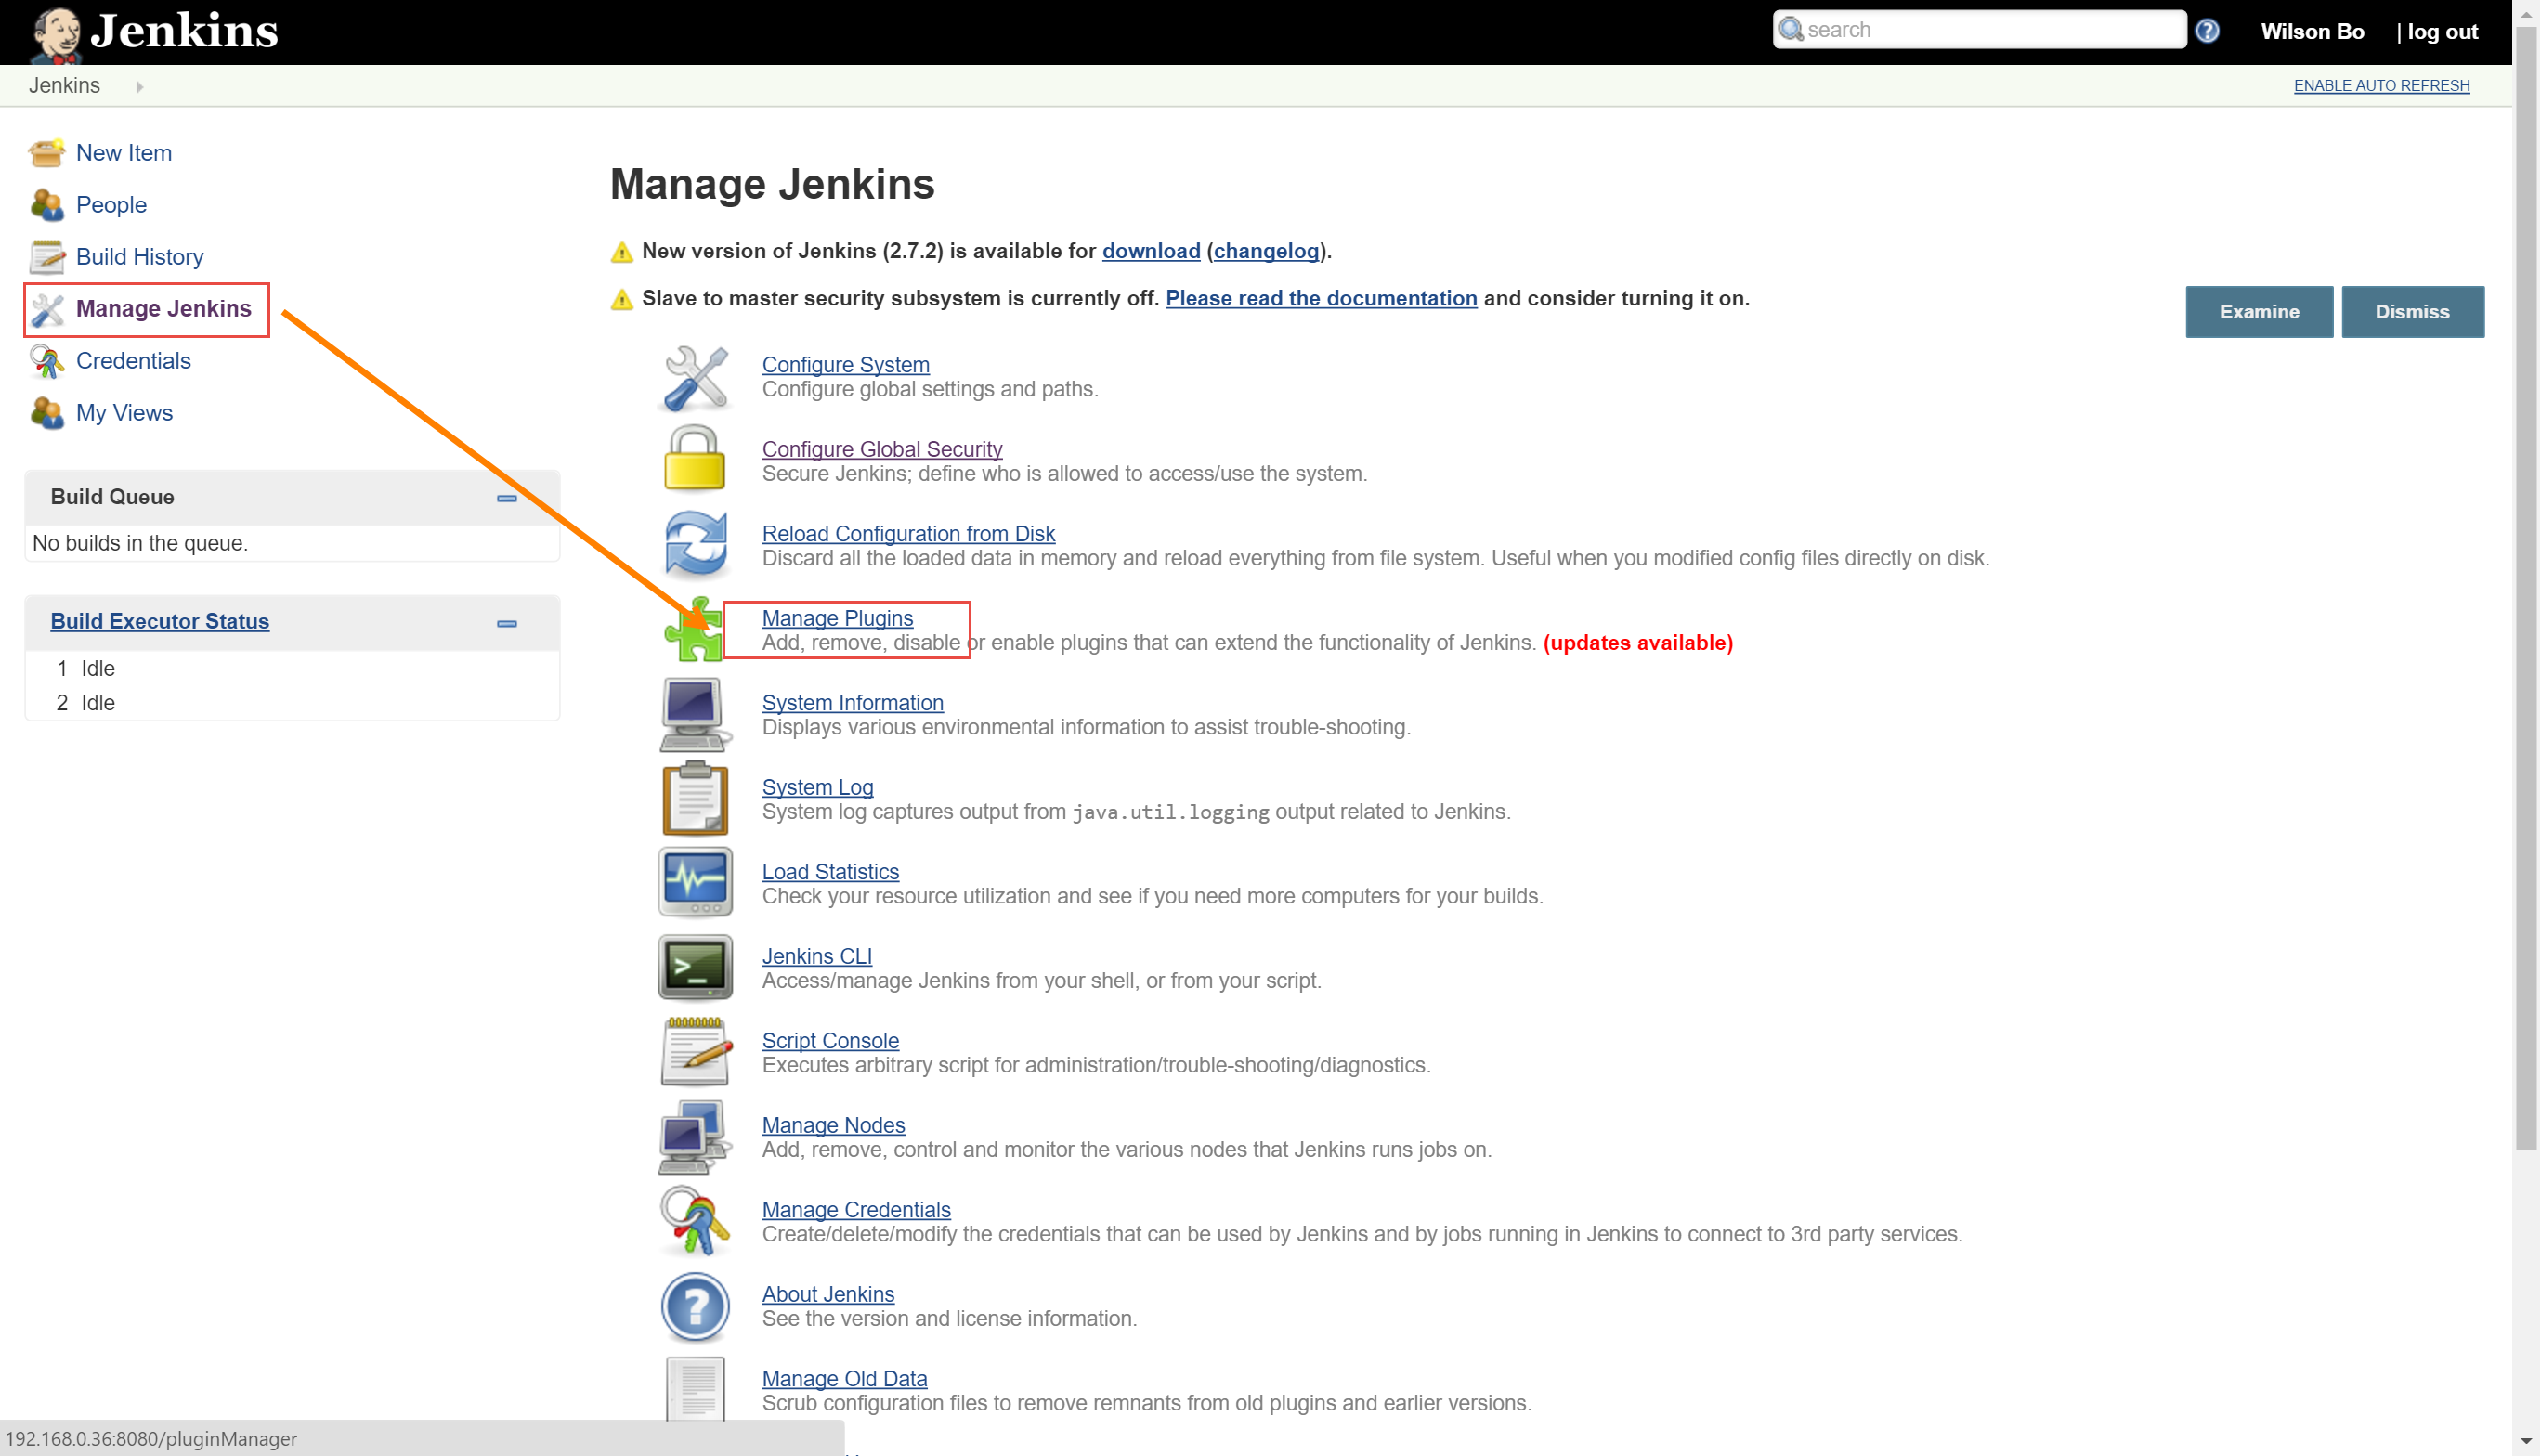 Jenkins
search
Wilson Bo | log out
Jenkins
ENABLE AUTO REFRESH
New Item
People
Build History
Manage Jenkins
Credentials
My Views
Build Queue
No builds in the queue.
Build Executor Status
1 Idle
2 Idle
Manage Jenkins
New version of Jenkins (2.7.2) is available for download (changelog).
Slave to master security subsystem is currently off. Please read the documentation and consider turning it on.
Examine
Dismiss
Configure System
Configure global settings and paths.
Configure Global Security
Secure Jenkins; define who is allowed to access/use the system.
Reload Configuration from Disk
Discard all the loaded data in memory and reload everything from file system. Useful when you modified config files directly on disk.
Manage Plugins
Add, remove, disable or enable plugins that can extend the functionality of Jenkins. (updates available)
System Information
Displays various environmental information to assist trouble-shooting.
System Log
System log captures output from java.util.logging output related to Jenkins.
Load Statistics
Check your resource utilization and see if you need more computers for your builds.
Jenkins CLI
Access/manage Jenkins from your shell, or from your script.
Script Console
Executes arbitrary script for administration/trouble-shooting/diagnostics.
Manage Nodes
Add, remove, control and monitor the various nodes that Jenkins runs jobs on.
Manage Credentials
Create/delete/modify the credentials that can be used by Jenkins and by jobs running in Jenkins to connect to 3rd party services.
About Jenkins
See the version and license information.
Manage Old Data
Scrub configuration files to remove remnants from old plugins and earlier versions.
192.168.0.36:8080/pluginManager